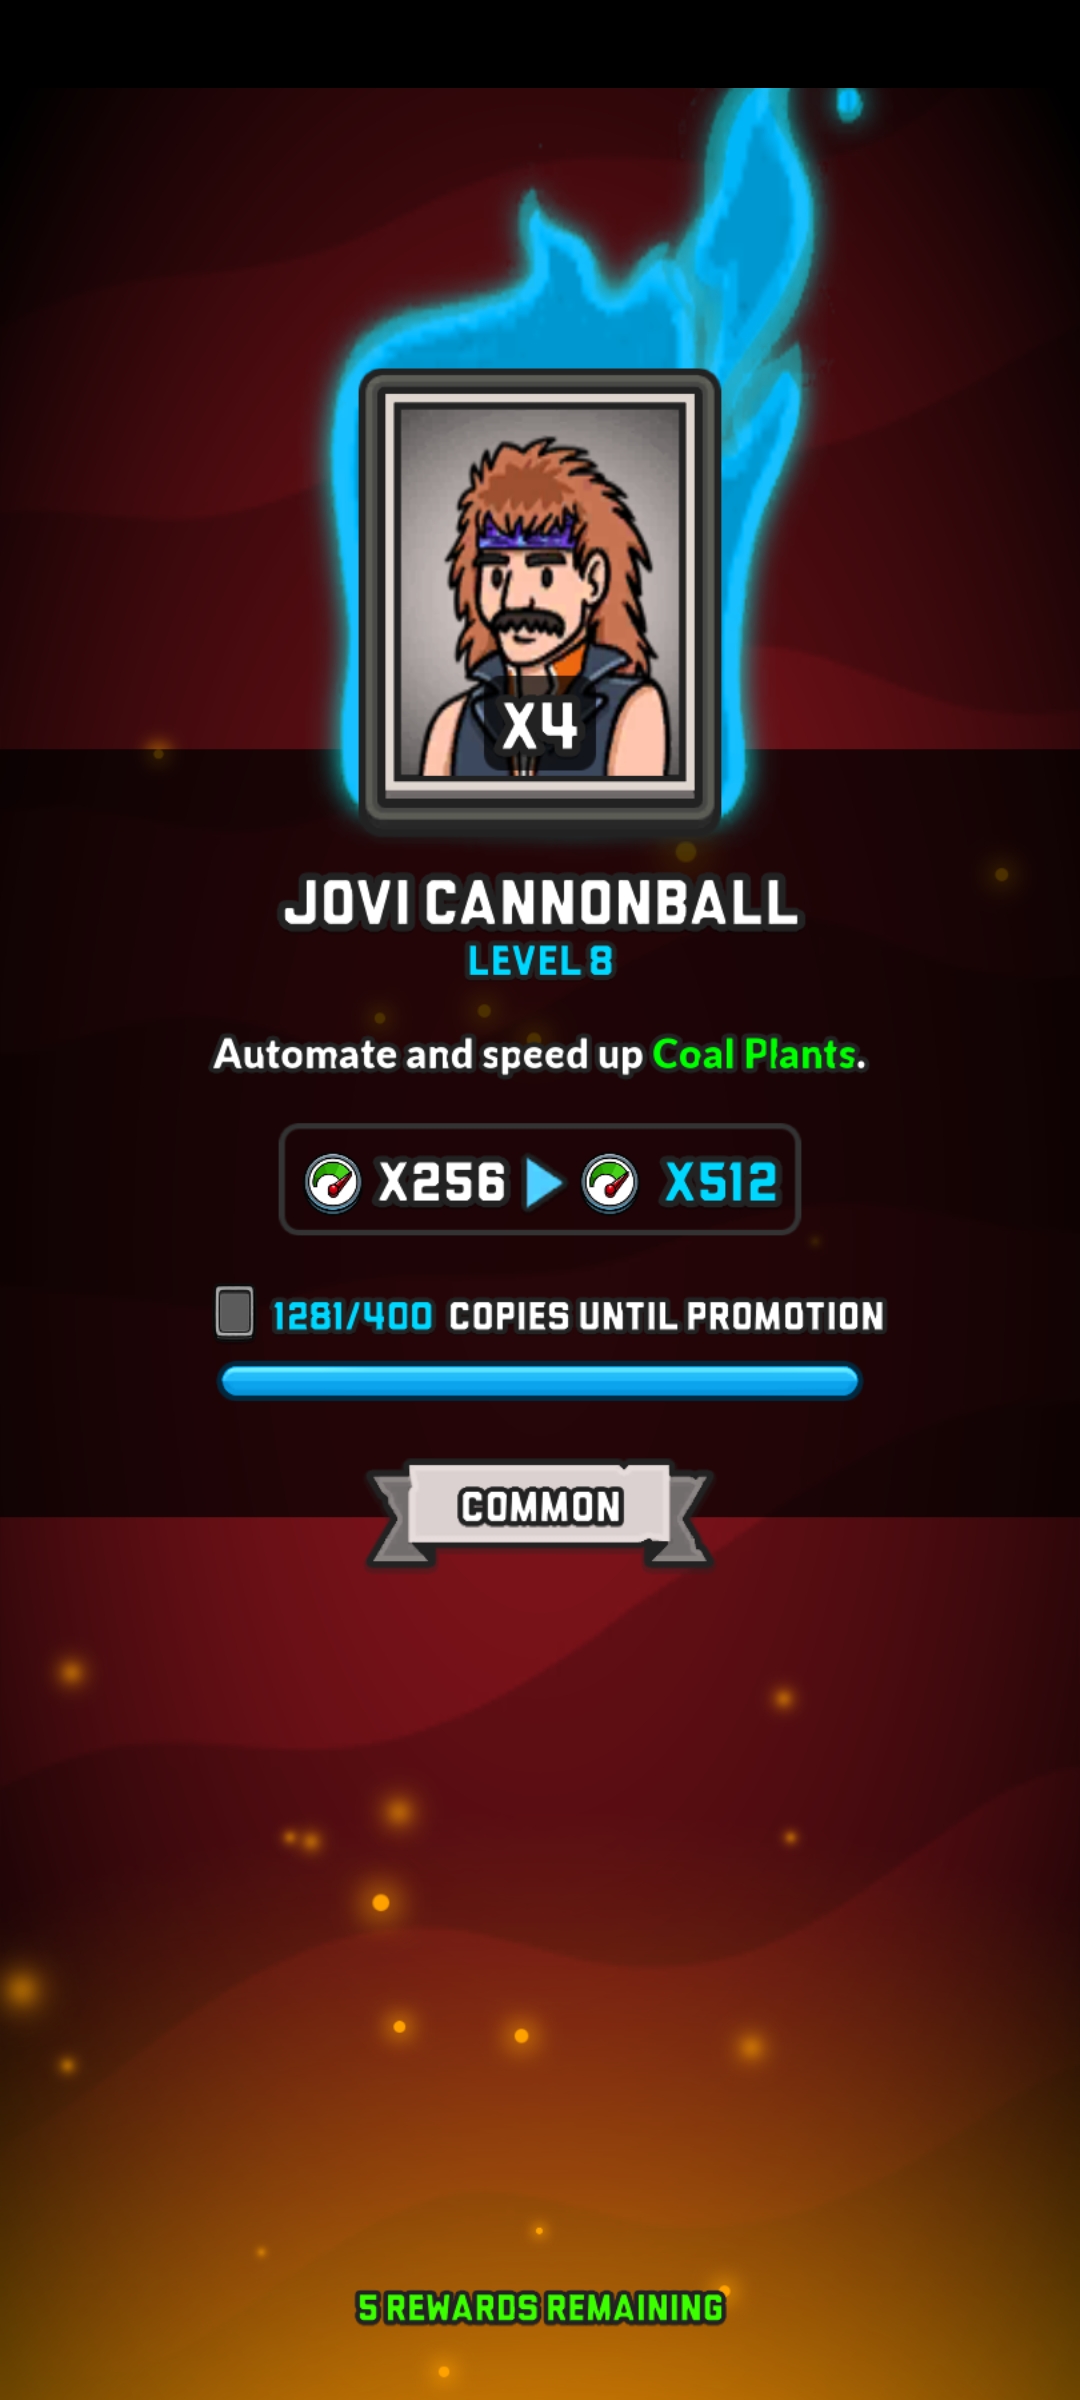 X4
JOVI CANNONBALL
LEVEL 8
Automate and speed up Coal Plants.
X256 X512
1281/400 COPIES UNTIL PROMOTION
COMMON
5 REWARDS REMAINING